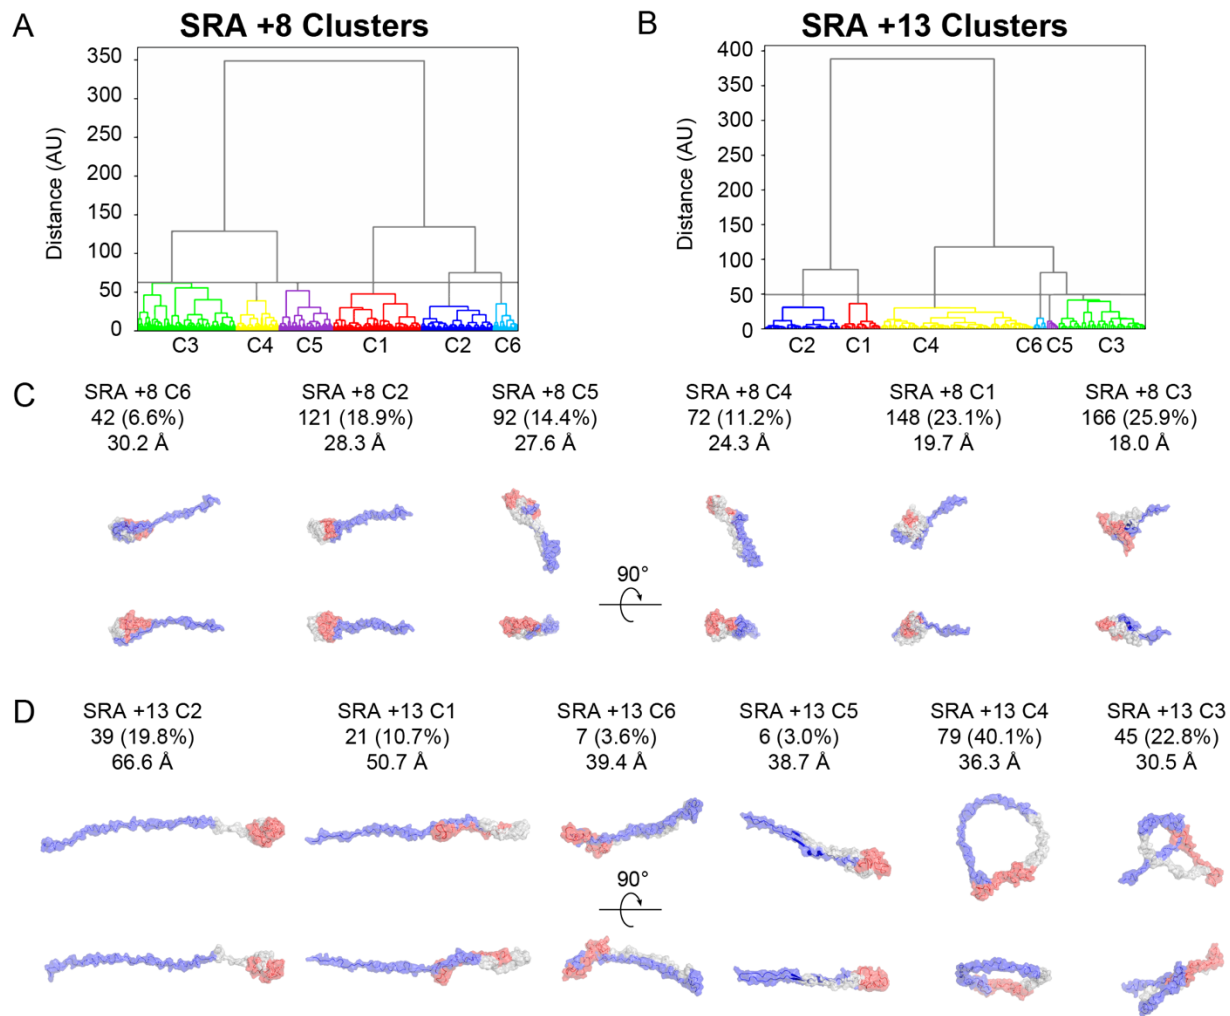 A
SRA +8 Clusters
Distance (AU)
350
300
250
200
150
100
50
0
C3 C4 C5 C1 C2 C6
B
SRA +13 Clusters
Distance (AU)
400
350
300
250
200
150
100
50
0
C2 C1 C4 C6 C5 C3
C
SRA +8 C6
42 (6.6%)
30.2 Å
SRA +8 C2
121 (18.9%)
28.3 Å
SRA +8 C5
92 (14.4%)
27.6 Å
SRA +8 C4
72 (11.2%)
24.3 Å
SRA +8 C1
148 (23.1%)
19.7 Å
SRA +8 C3
166 (25.9%)
18.0 Å
90°
D
SRA +13 C2
39 (19.8%)
66.6 Å
SRA +13 C1
21 (10.7%)
50.7 Å
SRA +13 C6
7 (3.6%)
39.4 Å
SRA +13 C5
6 (3.0%)
38.7 Å
SRA +13 C4
79 (40.1%)
36.3 Å
SRA +13 C3
45 (22.8%)
30.5 Å
90°